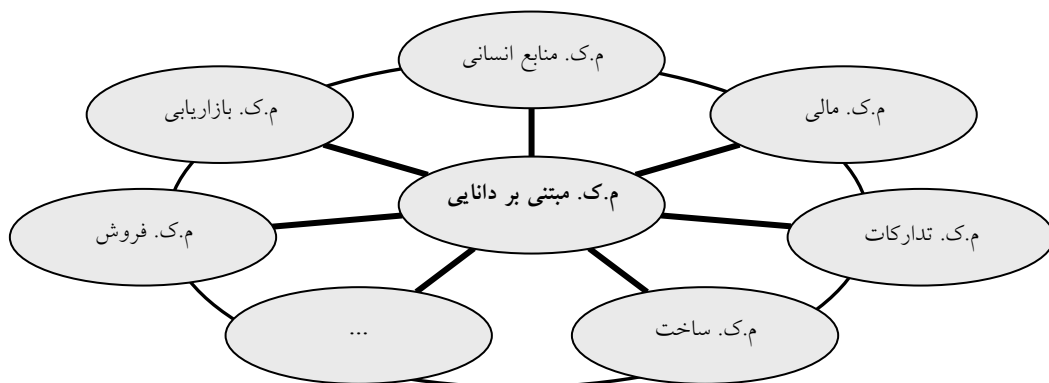 م.ک. منابع انسانی
م.ک. بازاریابی
م.ک. مالی
م.ک. مبتنی بر دانایی
م.ک. فروش
م.ک. تدارکات
...
م.ک. ساخت